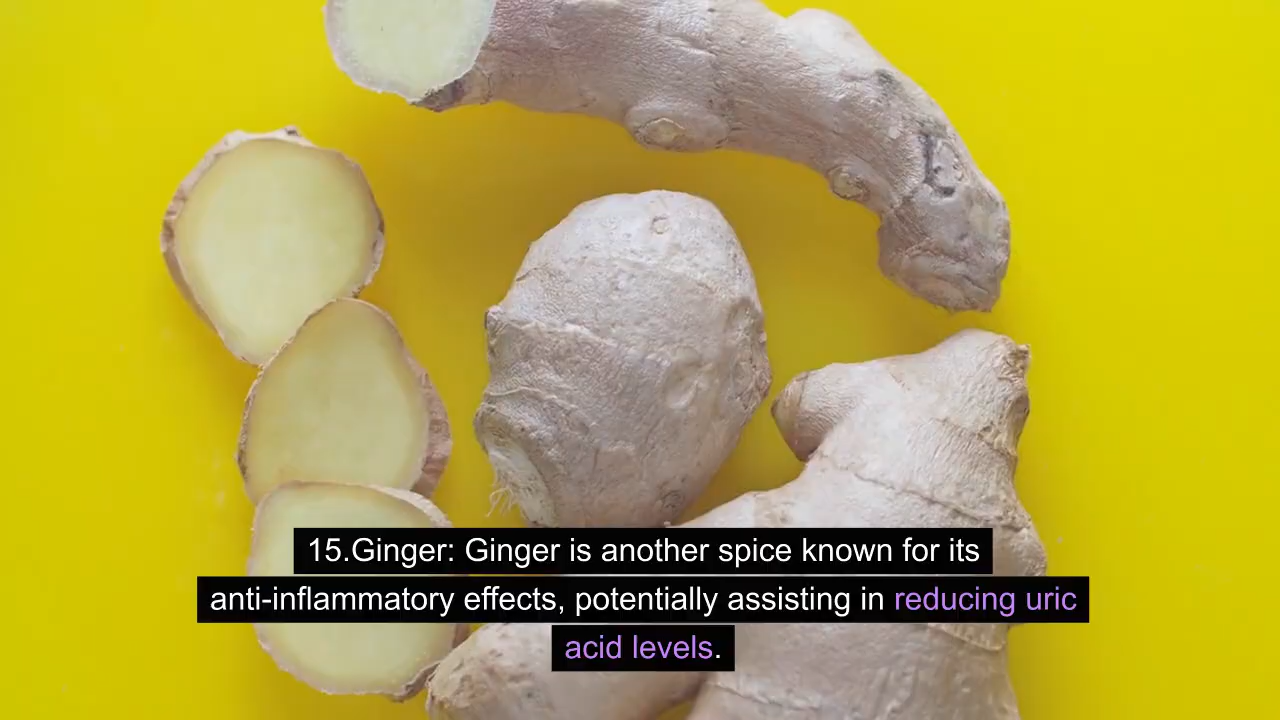 15.Ginger: Ginger is another spice known for its
anti-inflammatory effects, potentially assisting in reducing uric
acid levels.